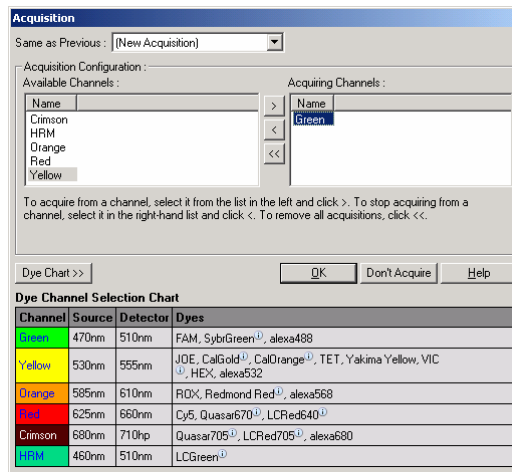 Acquisition
Same as Previous : (New Acquisition)
Acquisition Configuration :
Available Channels :
Name
Crimson
HRM
Orange
Red
Yellow
>
<
<<
Acquiring Channels :
Name
Green
To acquire from a channel, select it from the list in the left and click >. To stop acquiring from a
channel, select it in the right-hand list and click <. To remove all acquisitions, click <<.
Dye Chart >> OK Don't Acquire Help
Dye Channel Selection Chart
Channel Source Detector Dyes
Green 470nm 510nm FAM, SybrGreen(i), alexa488
Yellow 530nm 555nm JOE, CalGold(i), CalOrange(i), TET, Yakima Yellow, VIC
(i), HEX, alexa532
Orange 585nm 610nm ROX, Redmond Red(i), alexa568
Red 625nm 660nm Cy5, Quasar670(i), LCRed640(i)
Crimson 680nm 710hp Quasar705(i), LCRed705(i), alexa680
HRM 460nm 510nm LCGreen(i)